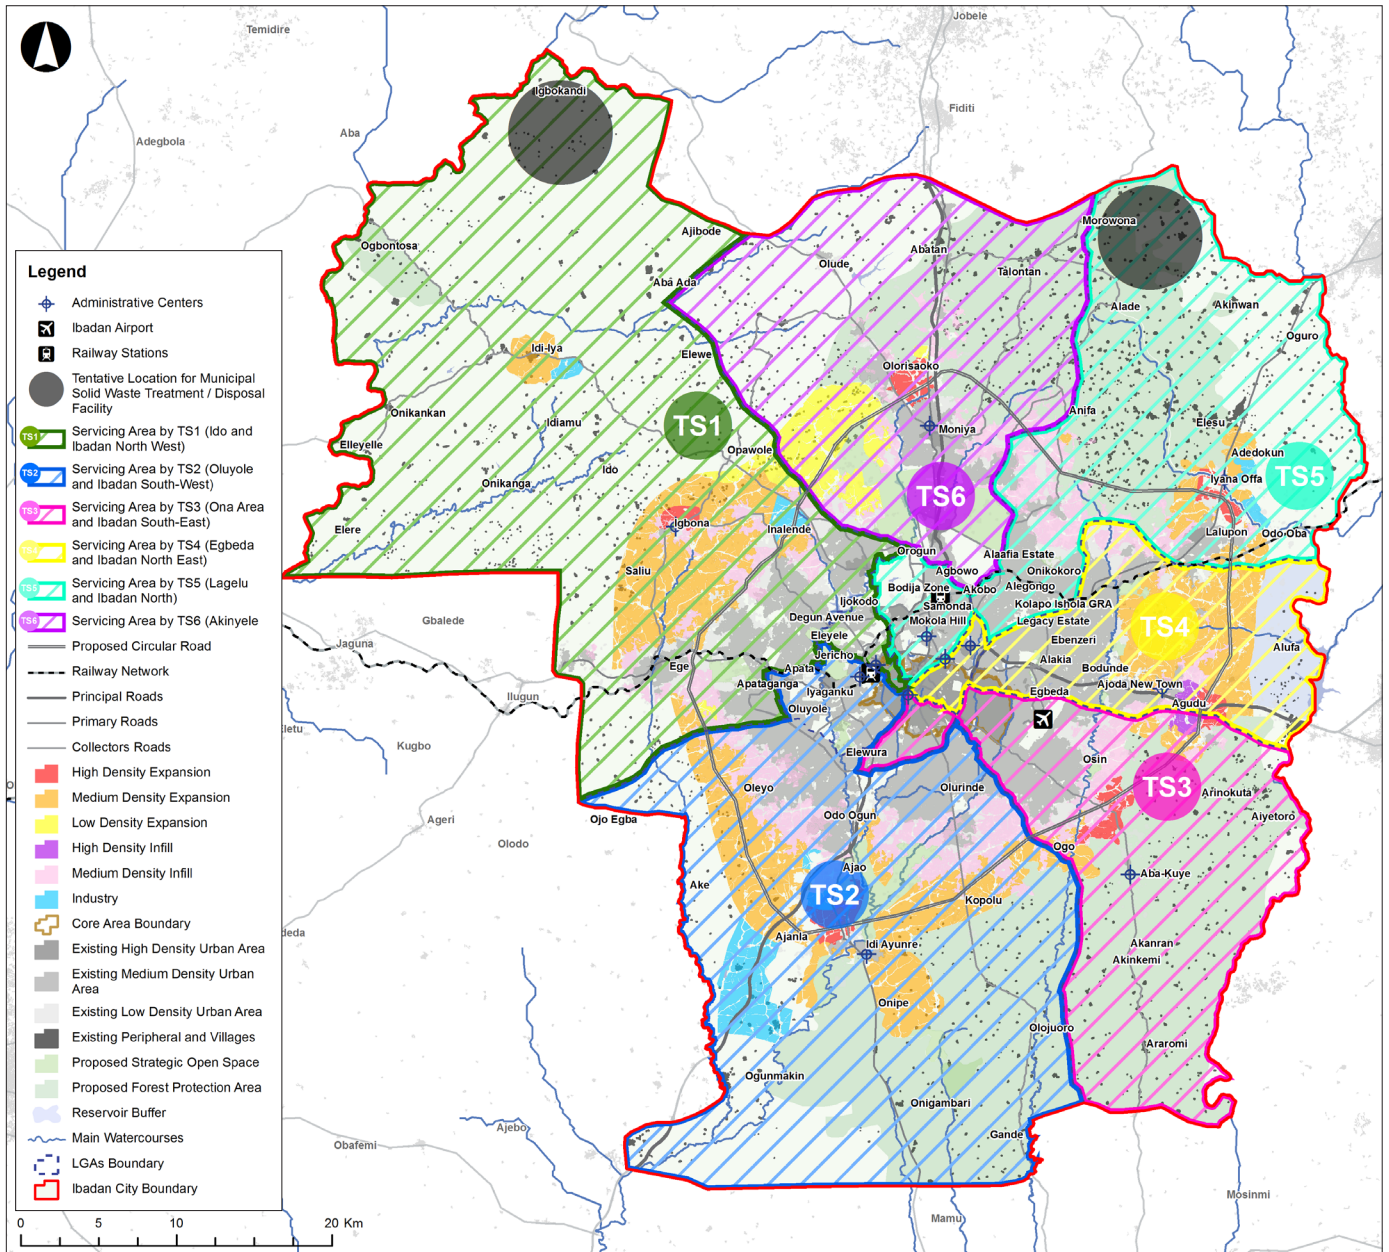 Jobele
Temidire
Igbokandi
Fiditi
Aba
Adegbola
Morowona
Ajibode
Ogbontosa
Abatan
Olude
Talontan
Aba Ada
Alade
Akinwan
Oguro
Idi-Iya
Elewe
Olorisaoko
Onikankan
Anifa
Idiamu
Elesu
TS1
Moniya
Elleyelle
Opawole
Adedokun
Ido
Iyana Offa
TS5
Onikanga
TS6
Igbona
Inalende
Elere
Lalupon
Odo-Oba
Orogun
Alaafia Estate
Saliu
Agbowo
Onikokoro
Bodija Zone
Akobo
Alegongo
Ijokodo
Samonda
Kolapo Ishola GRA
Gbalede
Degun Avenue
Mokola Hill
Legacy Estate
TS4
Eleyele
Ebenzeri
Jaguna
Jericho
Alakia
Alufa
Ege
Apata
Bodunde
Apataganga
Iyaganku
Ajoda New Town
Ilugun
Egbeda
Oluyole
Agudu
Kugbo
Elewura
Osin
Oleyo
Olurinde
TS3
Arinokuta
Ojo Egba
Odo Ogun
Aiyetoro
Ageri
Olodo
Ogo
Ajao
Aba-Kuye
Ake
TS2
Kopolu
Ajanla
Idi Ayunre
Akanran
Akinkemi
Onipe
Olojuoro
Araromi
Ogunmakin
Onigambari
Ajebo
Gande
Obafemi
Mosinmi
Mamu
Legend
Administrative Centers
Ibadan Airport
Railway Stations
Tentative Location for Municipal
Solid Waste Treatment / Disposal
Facility
TS1
Servicing Area by TS1 (Ido and
Ibadan North West)
TS2
Servicing Area by TS2 (Oluyole
and Ibadan South-West)
TS3
Servicing Area by TS3 (Ona Area
and Ibadan South-East)
Servicing Area by TS4 (Egbeda
and Ibadan North East)
Servicing Area by TS5 (Lagelu
and Ibadan North)
TS6
Servicing Area by TS6 (Akinyele
Proposed Circular Road
Railway Network
Principal Roads
Primary Roads
Collectors Roads
High Density Expansion
Medium Density Expansion
Low Density Expansion
High Density Infill
Medium Density Infill
Industry
Core Area Boundary
Existing High Density Urban Area
Existing Medium Density Urban
Area
Existing Low Density Urban Area
Existing Peripheral and Villages
Proposed Strategic Open Space
Proposed Forest Protection Area
Reservoir Buffer
Main Watercourses
LGAs Boundary
Ibadan City Boundary
0 5 10 20 Km